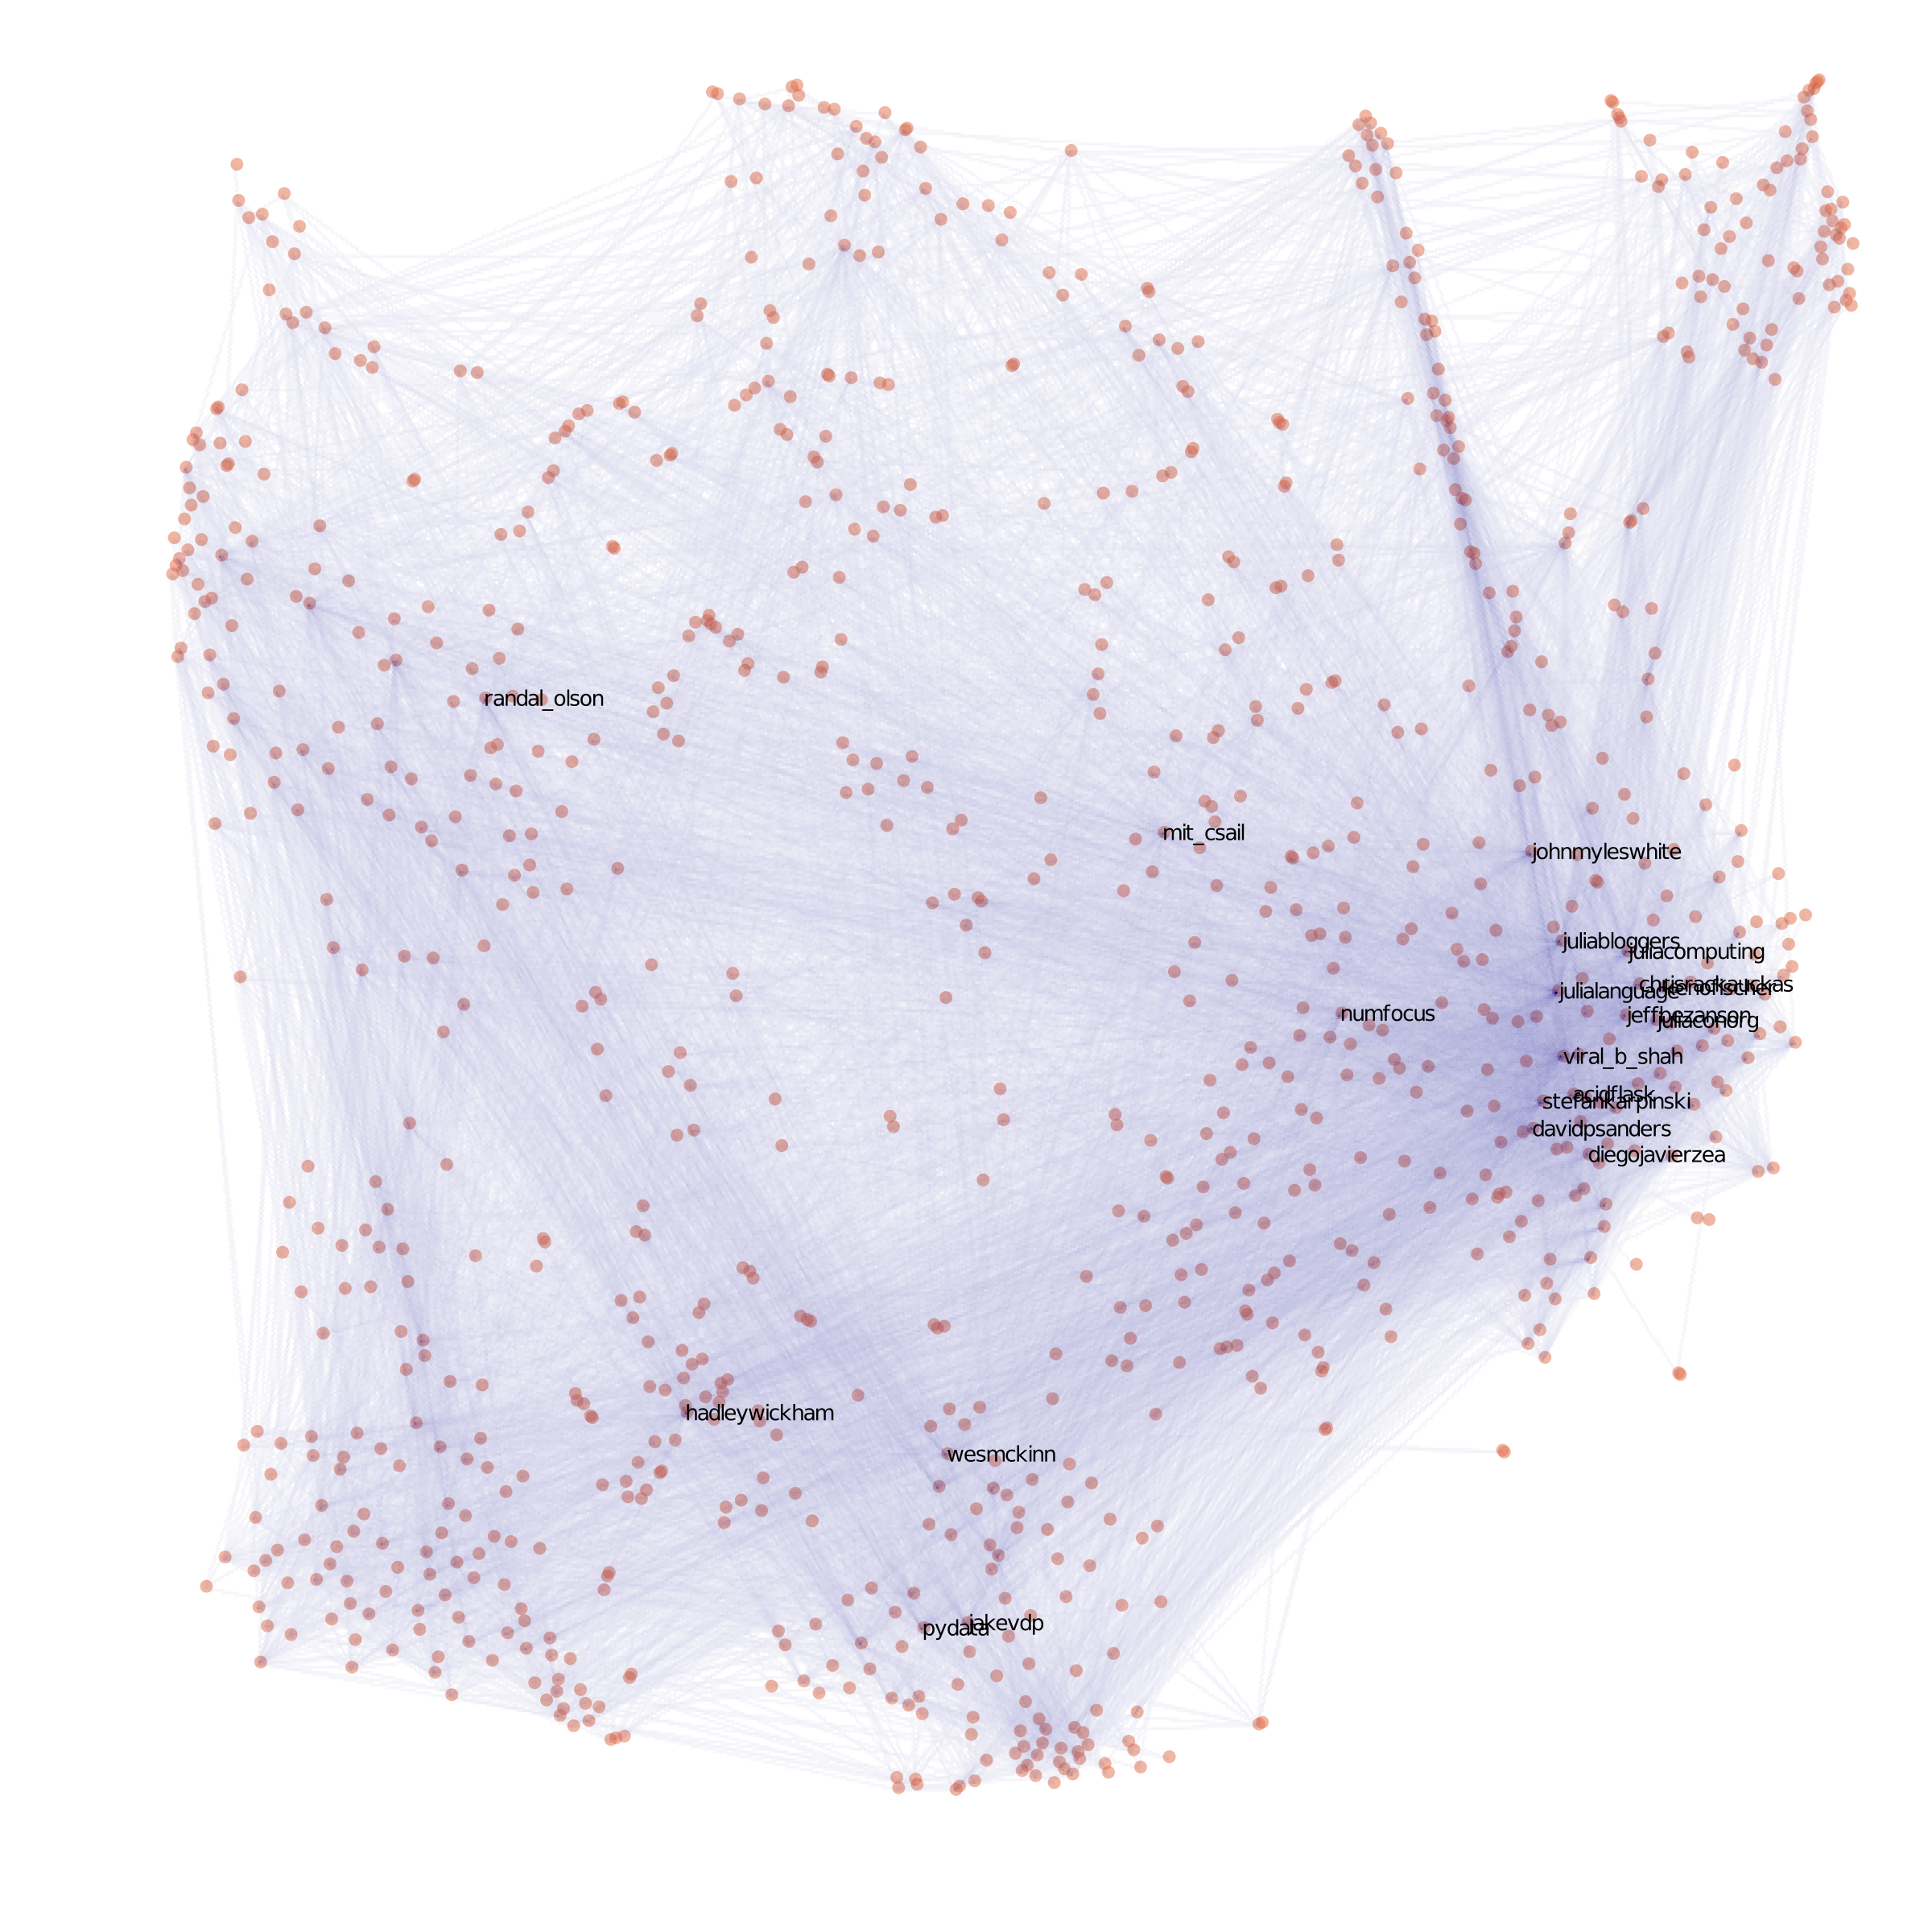 randal_olson
mit_csail
johnmyleswhite
juliabloggers
juliacomputing
chrisrackauckas
kenofischer
julialanguage
numfocus
jeffbezanson
juliaconorg
viral_b_shah
acidflask
stefankarpinski
davidpsanders
diegojavierzea
hadleywickham
wesmckinn
jakevdp
pydata